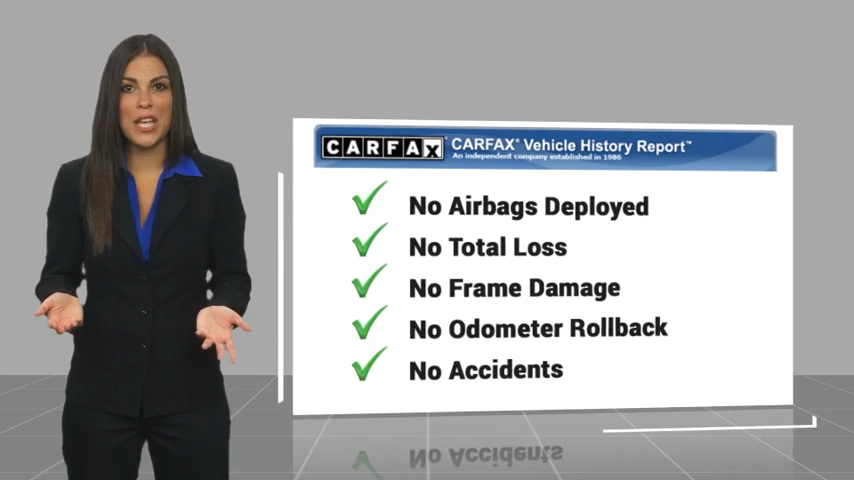 CARFAX CARFAX® Vehicle History Report™
An independent company established in 1986
No Airbags Deployed
No Total Loss
No Frame Damage
No Odometer Rollback
No Accidents
No Accidents